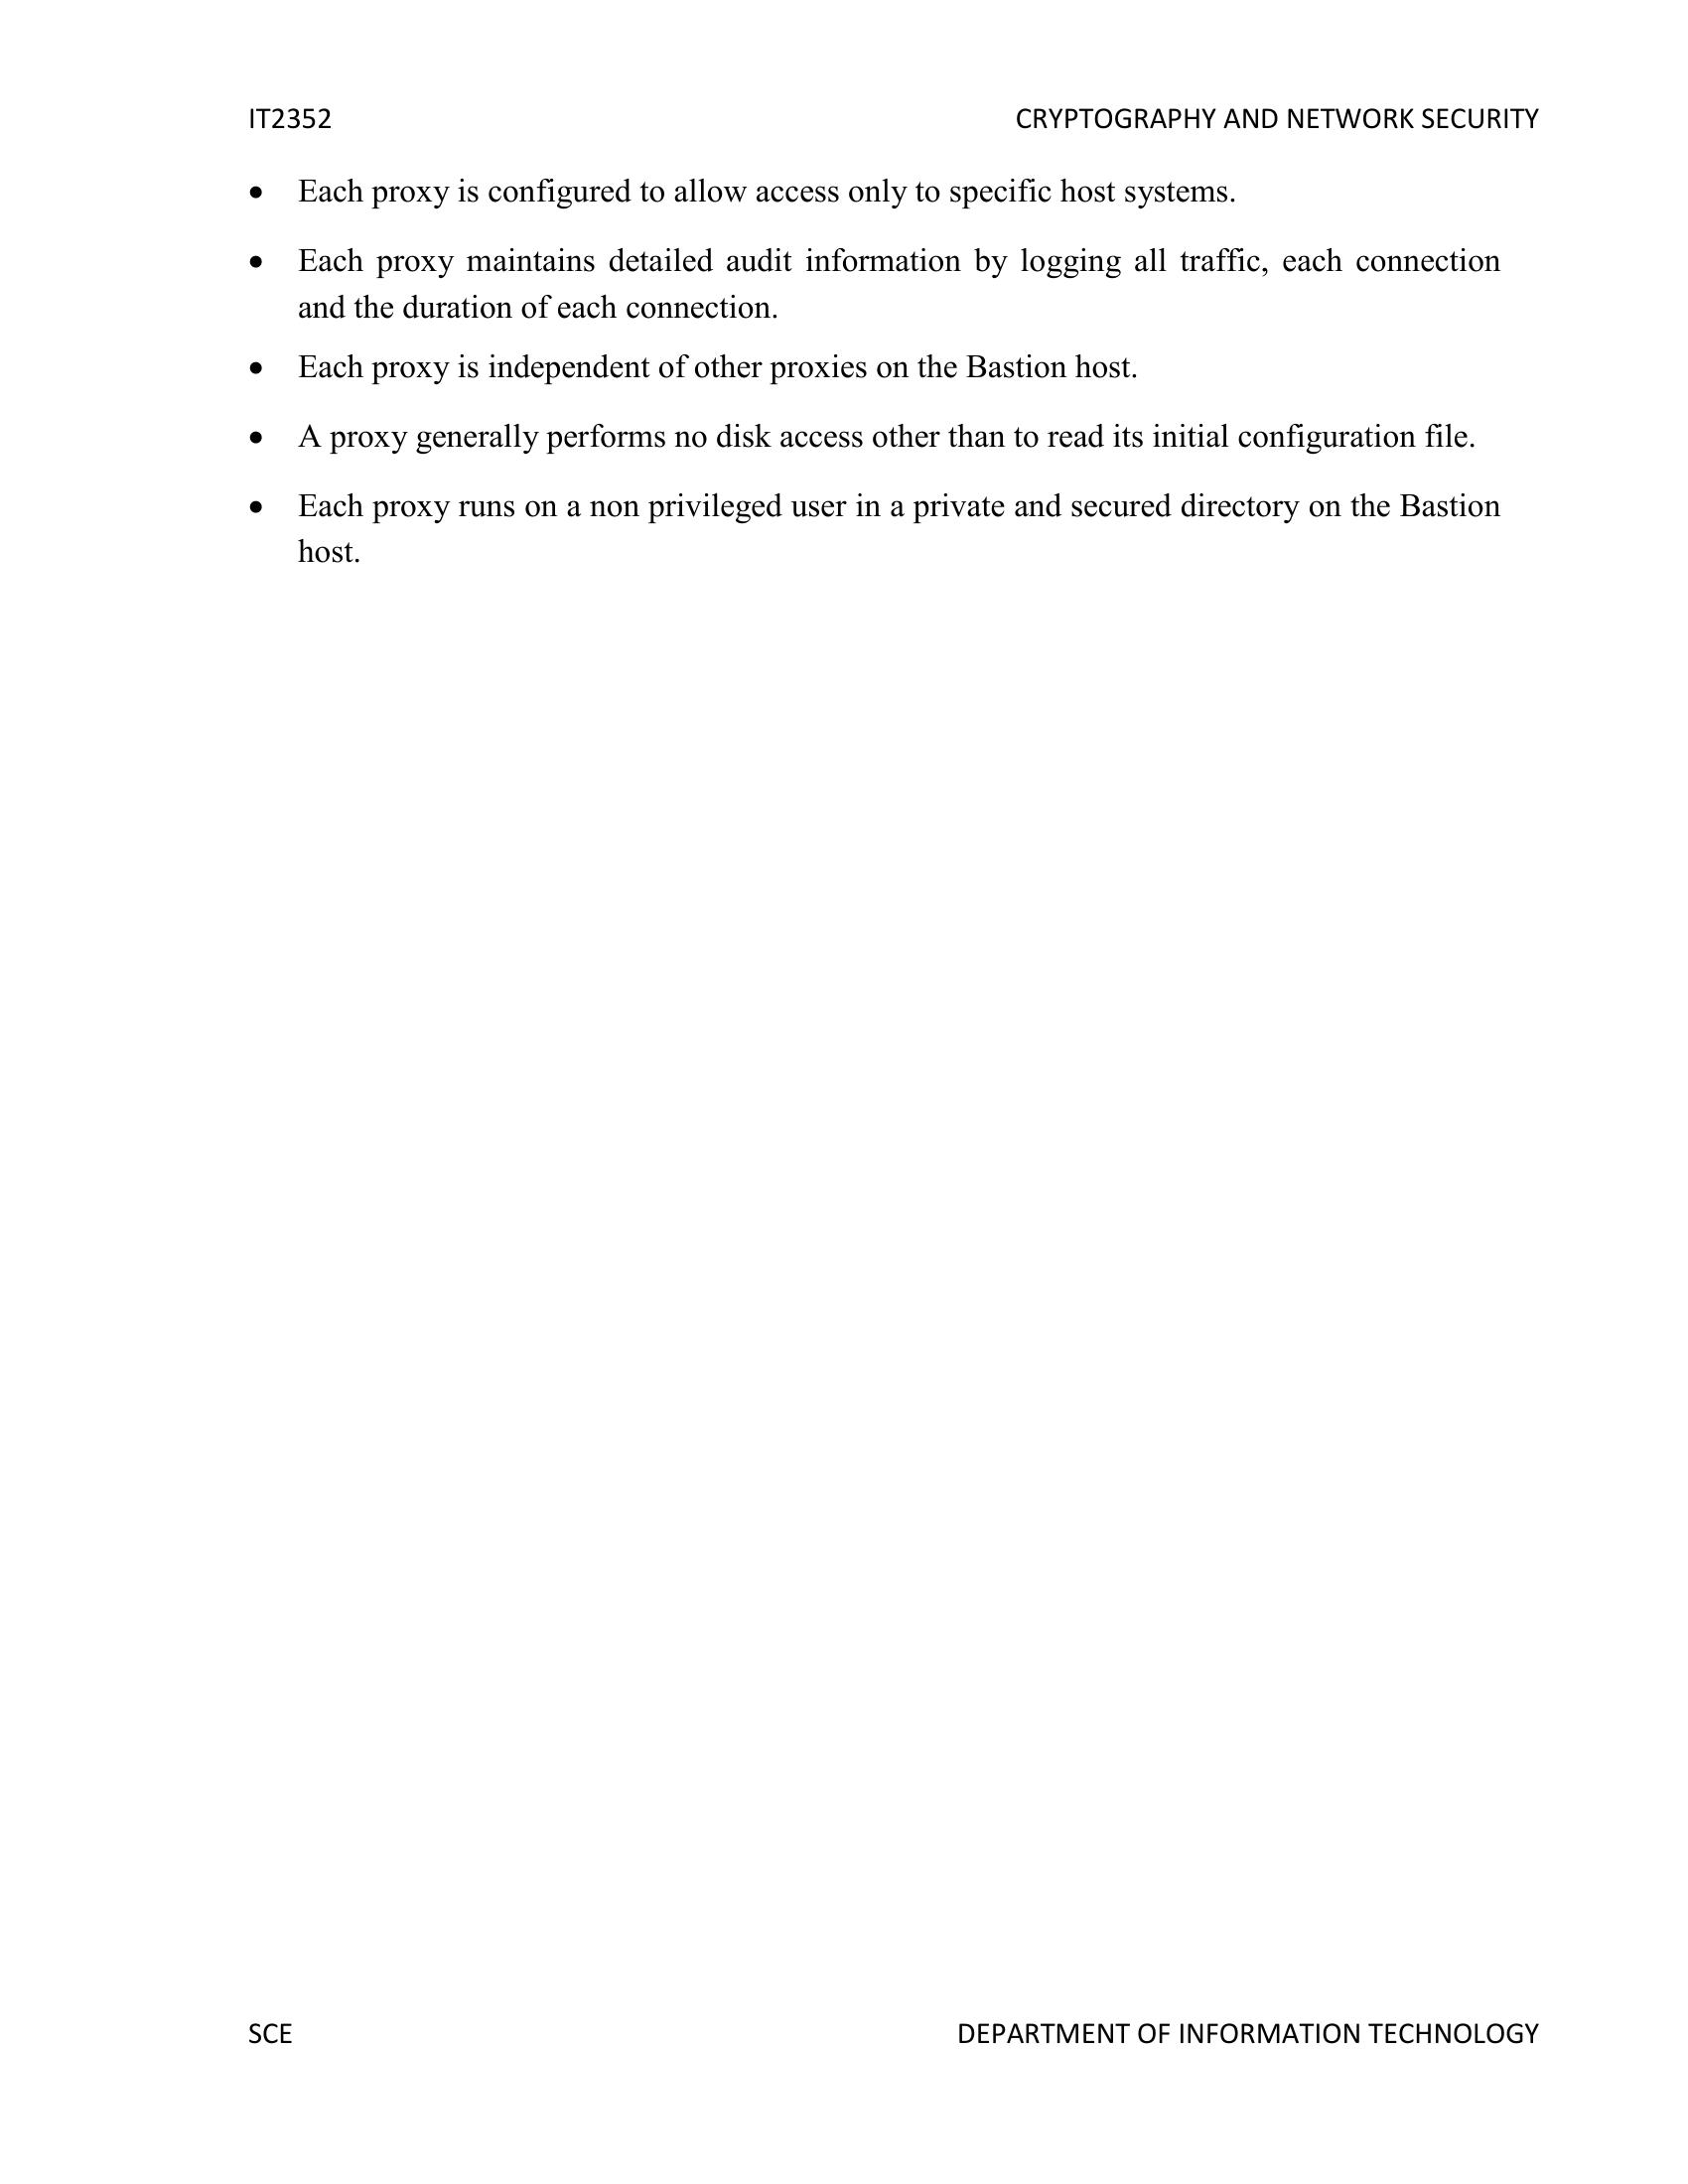 IT2352 CRYPTOGRAPHY AND NETWORK SECURITY
• Each proxy is configured to allow access only to specific host systems.
• Each proxy maintains detailed audit information by logging all traffic, each connection
and the duration of each connection.
• Each proxy is independent of other proxies on the Bastion host.
• A proxy generally performs no disk access other than to read its initial configuration file.
• Each proxy runs on a non privileged user in a private and secured directory on the Bastion
host.
SCE DEPARTMENT OF INFORMATION TECHNOLOGY